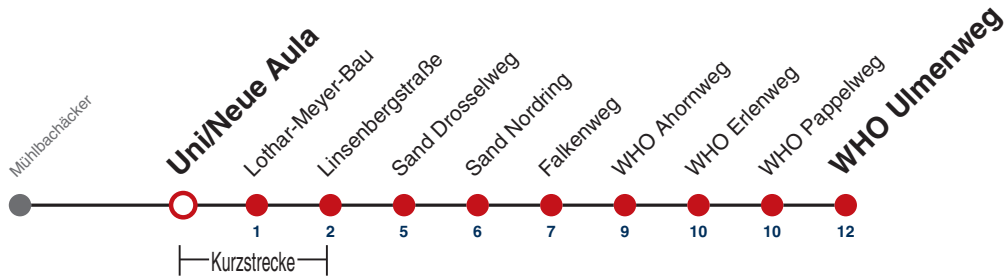 Mühlbachäcker
Uni/Neue Aula
Lothar-Meyer-Bau
Linsenbergstraße
Sand Drosselweg
Sand Nordring
Falkenweg
WHO Ahornweg
WHO Erlenweg
WHO Pappelweg
WHO Ulmenweg
1 2 5 6 7 9 10 10 12
Kurzstrecke